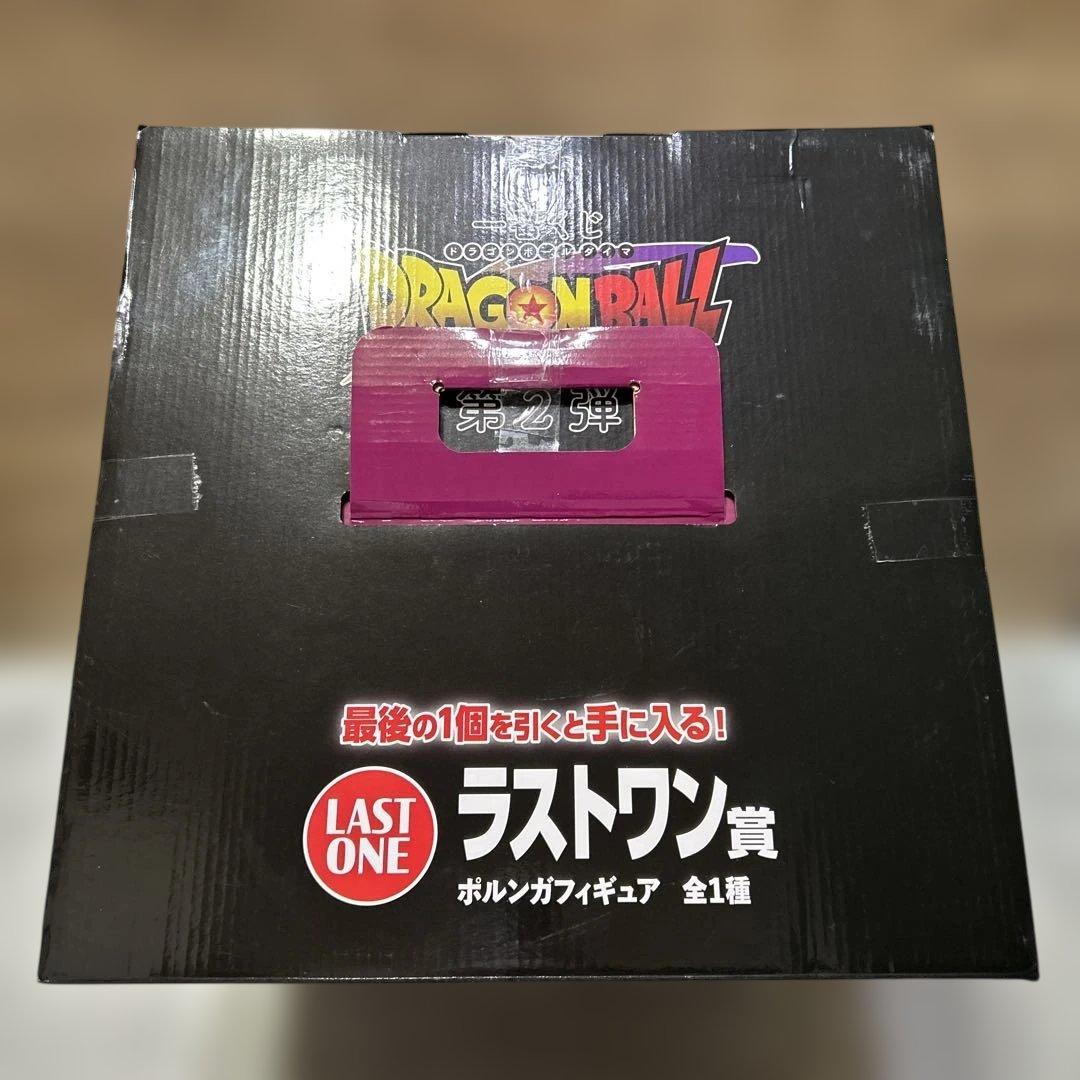 一番くじ
ドラゴンボールダイマ
DRAGON BALL
第2弾
最後の1個を引くと手に入る!
LAST ONE
ラストワン賞
ポルンガフィギュア 全1種